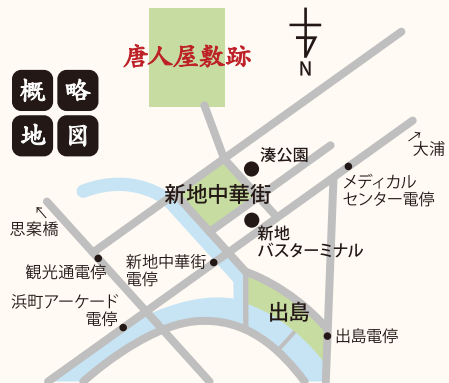 唐人屋敷跡
N
概略
地図
湊公園
大浦
メディカル
センター電停
新地中華街
新地
バスターミナル
思案橋
観光通電停
新地中華街
電停
浜町アーケード
電停
出島
出島電停